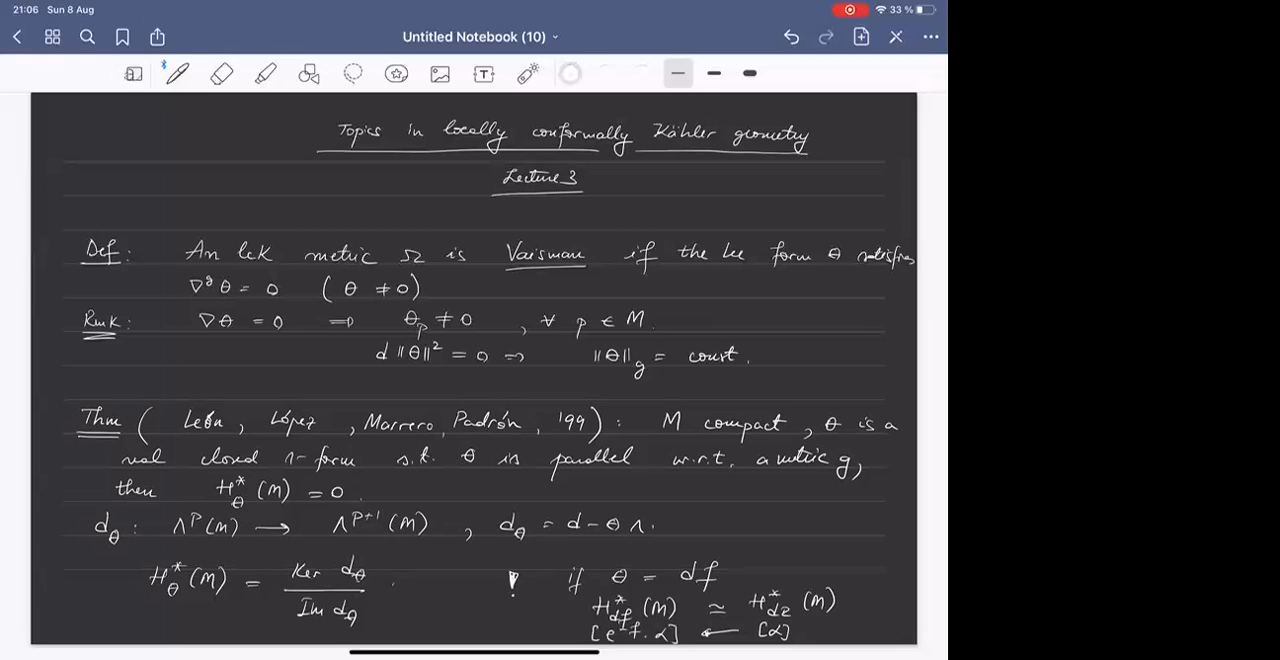 21:06 Sun 8 Aug
33 %
Untitled Notebook (10)
Topics in locally conformally Kähler geometry
Lecture 3
Def: An lcK metric Ω is Vaisman if the Lee form θ satisfies
∇ᵍ θ = 0 ( θ ≠ 0)
Rmk: ∇θ = 0 ⇒ θ_p ≠ 0 , ∀ p ∈ M.
d ‖θ‖² = 0 ⇒ ‖θ‖_g = const.
Thm ( León, López, Marrero, Padrón, '99) : M compact, θ is a
real closed 1-form s.t. θ is parallel w.r.t. a metric g,
then H*_θ (M) = 0.
d_θ : Λ^p(M) → Λ^{p+1}(M) , d_θ = d - θ ∧.
H*_θ(M) = Ker d_θ / Im d_θ . ! if θ = df
H*_{df}(M) ≃ H*_{d2}(M)
[α]